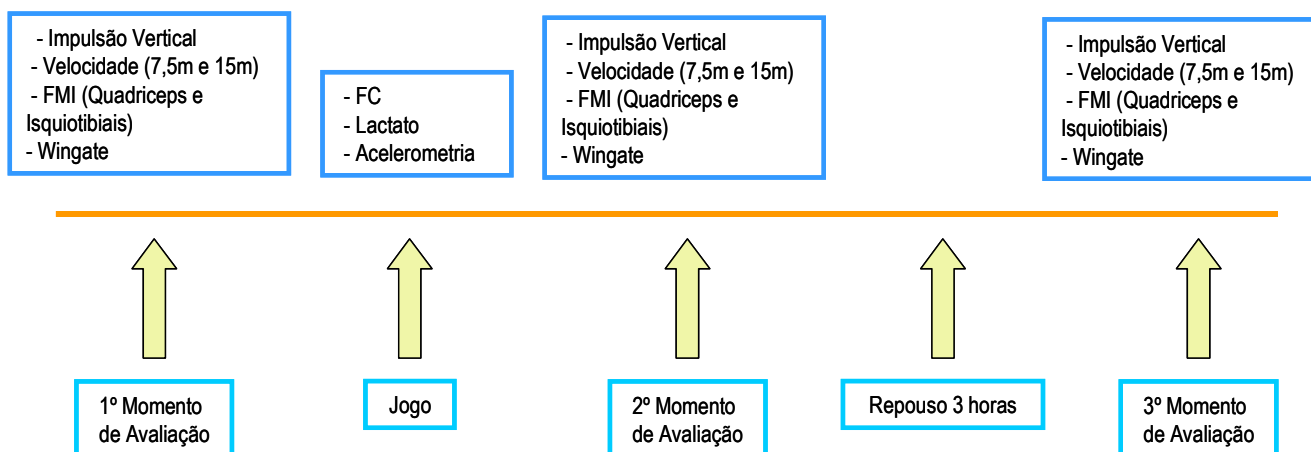 - Impulsão Vertical
- Velocidade (7,5m e 15m)
- FMI (Quadriceps e
Isquiotibiais)
- Wingate
- FC
- Lactato
- Acelerometria
- Impulsão Vertical
- Velocidade (7,5m e 15m)
- FMI (Quadriceps e
Isquiotibiais)
- Wingate
- Impulsão Vertical
- Velocidade (7,5m e 15m)
- FMI (Quadriceps e
Isquiotibiais)
- Wingate
1º Momento
de Avaliação
Jogo
2º Momento
de Avaliação
Repouso 3 horas
3º Momento
de Avaliação